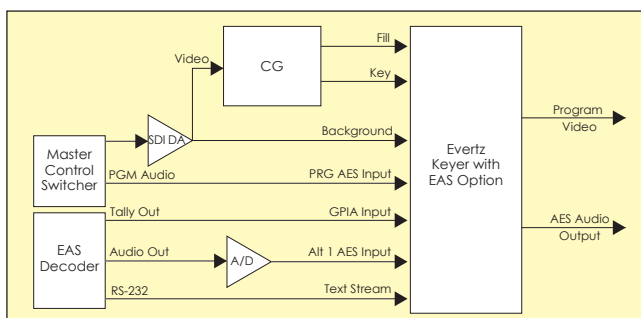 Fill
Video
CG
Key
SDI DA
Background
Master
Control
Switcher
PGM Audio
PRG AES Input
Evertz
Keyer with
EAS Option
Program
Video
Tally Out
GPIA Input
EAS
Decoder
Audio Out
A/D
Alt 1 AES Input
AES Audio
Output
RS-232
Text Stream